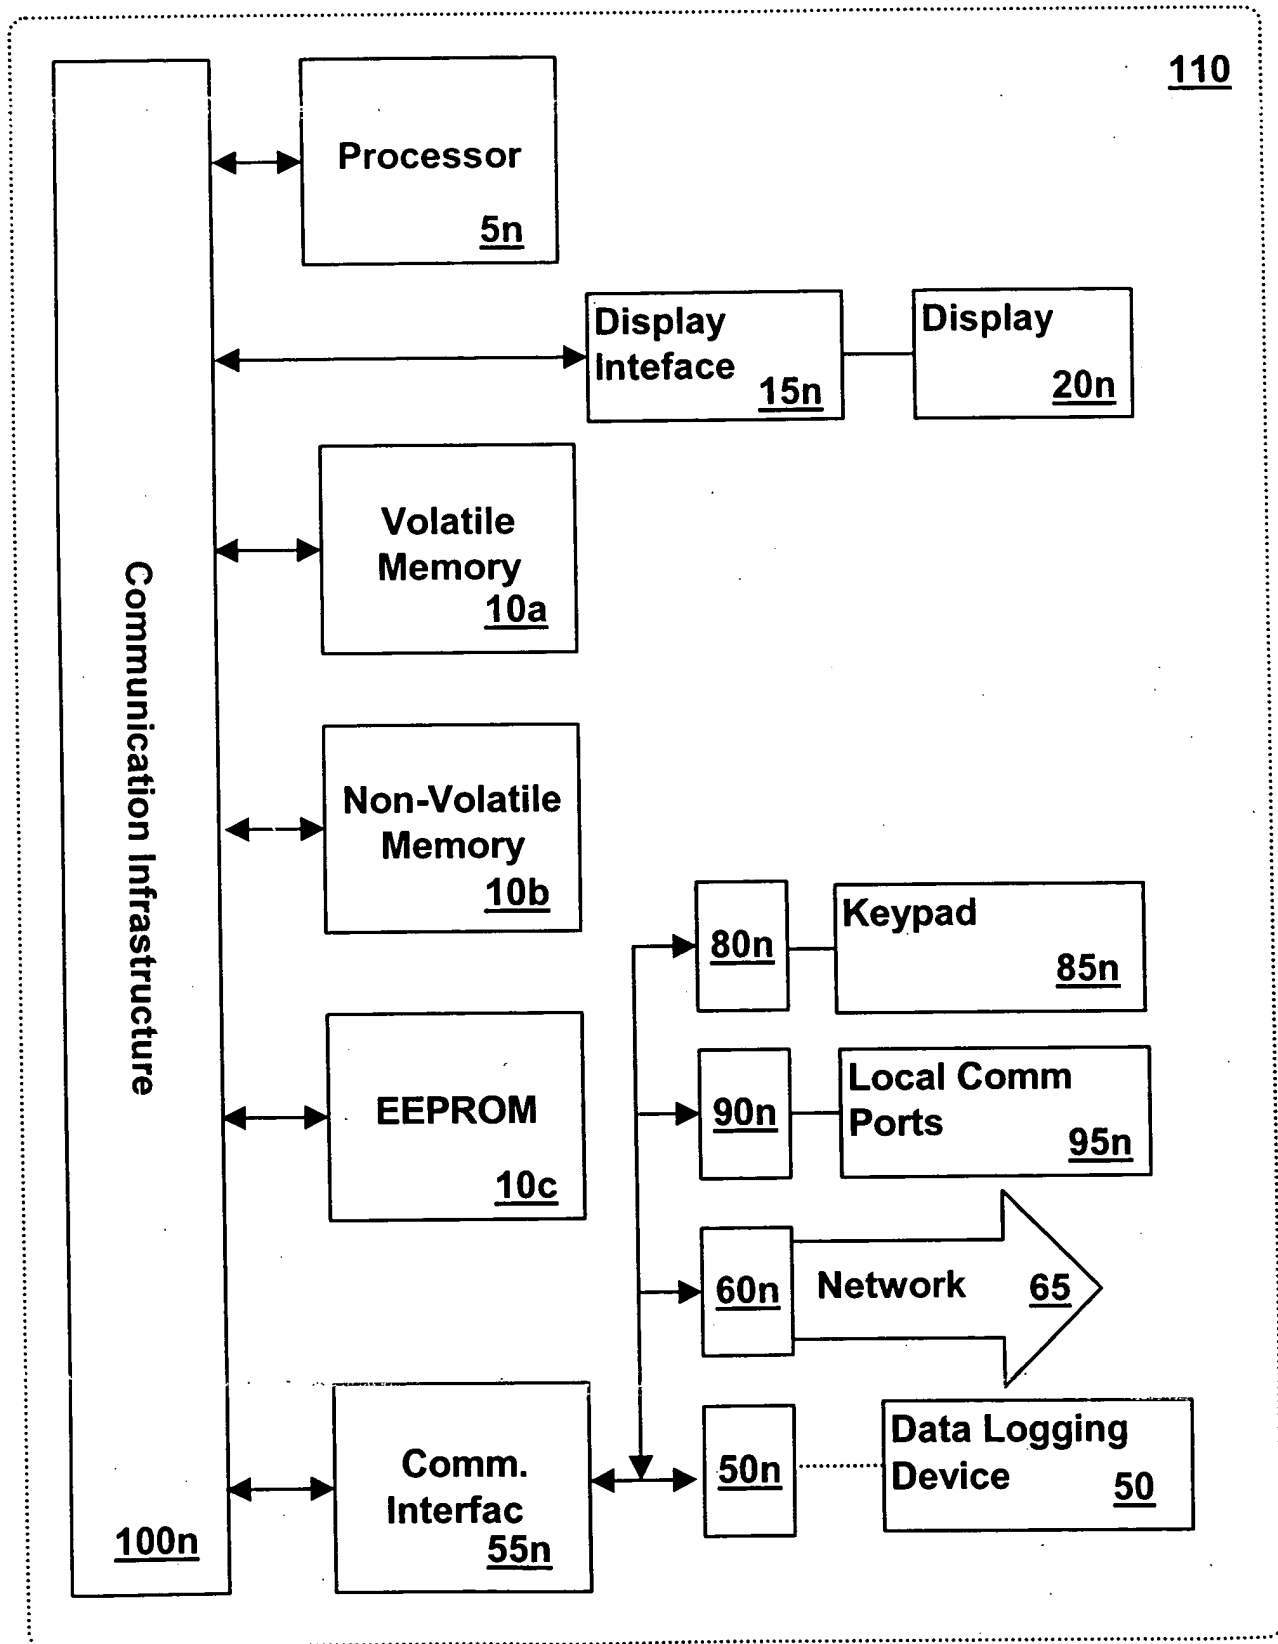 110
Processor
5n
Display
Inteface
15n
Display
20n
Volatile
Memory
10a
Communication Infrastructure
Non-Volatile
Memory
10b
80n
Keypad
85n
EEPROM
10c
90n
Local Comm
Ports
95n
60n
Network 65
Comm.
Interfac
55n
50n
Data Logging
Device
50
100n